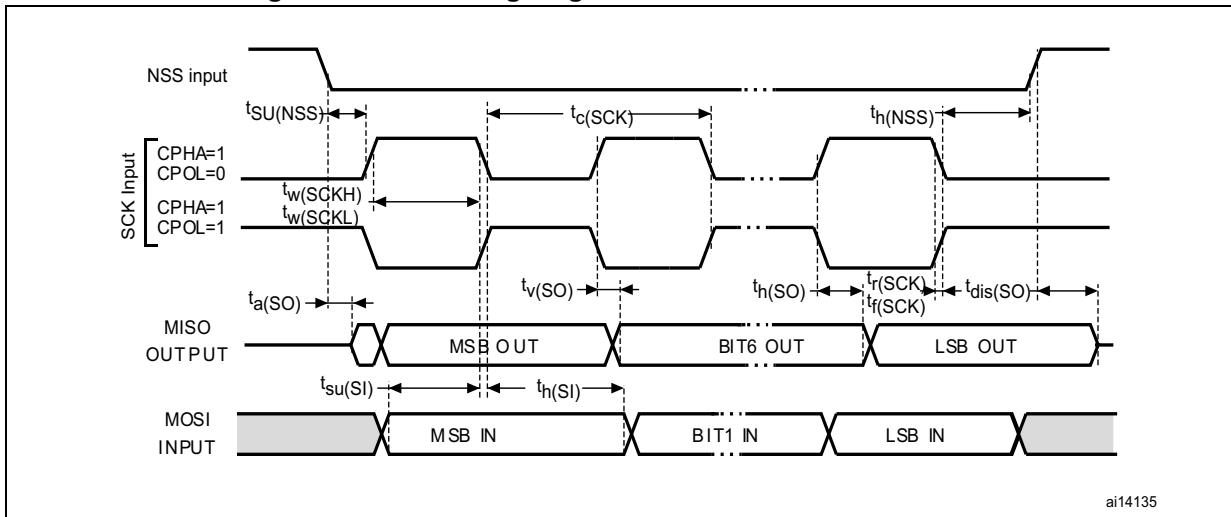 NSS input
tSU(NSS)
tc(SCK)
th(NSS)
SCK Input
CPHA=1
CPOL=0
tw(SCKH)
CPHA=1
tw(SCKL)
CPOL=1
ta(SO)
tv(SO)
th(SO)
tr(SCK)
tf(SCK)
tdis(SO)
MISO
OUTPUT
MSB OUT
BIT6 OUT
LSB OUT
tsu(SI)
th(SI)
MOSI
INPUT
MSB IN
BIT1 IN
LSB IN
ai14135